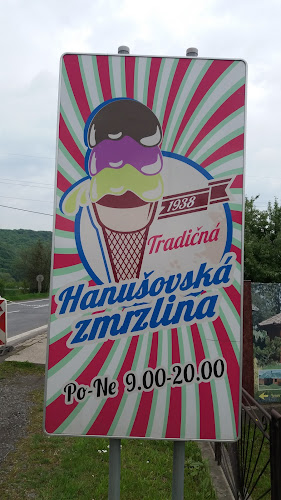 1938
Tradičná
Hanušovská
zmrzlina
Po-Ne 9.00-20.00